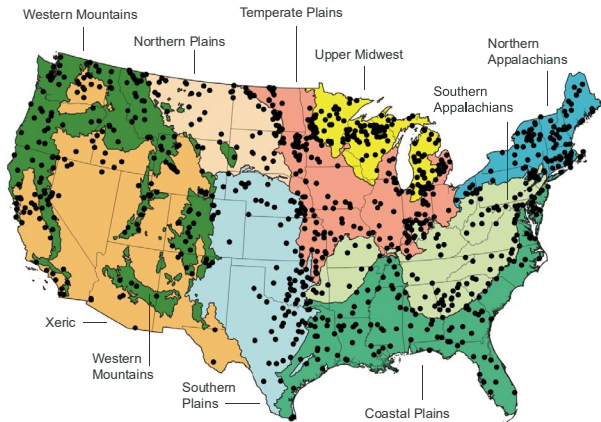 Western Mountains
Temperate Plains
Northern Plains
Upper Midwest
Northern
Appalachians
Southern
Appalachians
Xeric
Western
Mountains
Southern
Plains
Coastal Plains